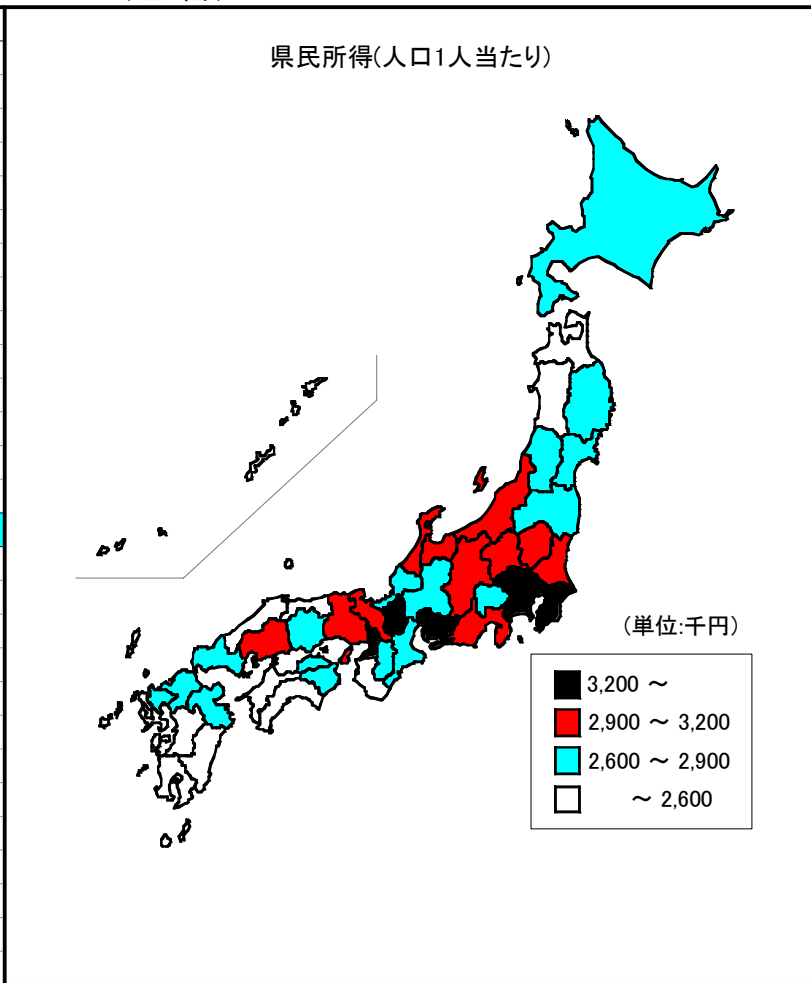 県民所得(人口1人当たり)
(単位:千円)
3,200 ～
2,900 ～ 3,200
2,600 ～ 2,900
～ 2,600